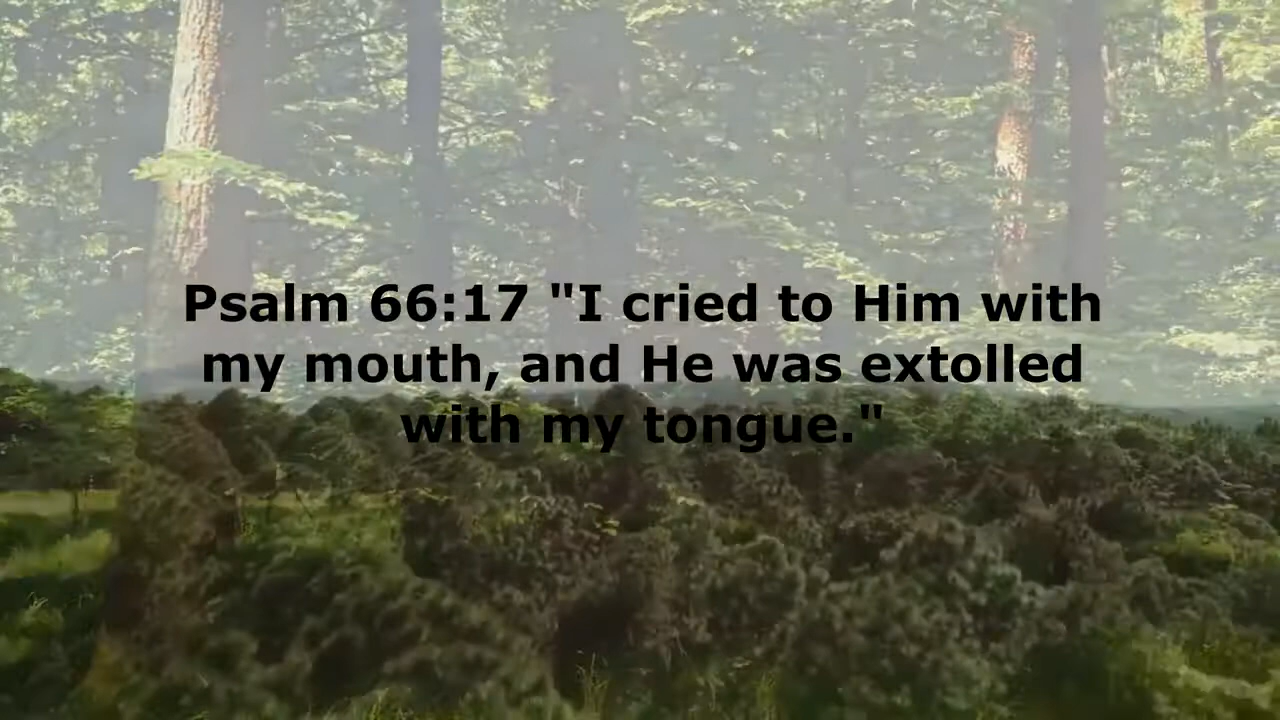 Psalm 66:17 "I cried to Him with
my mouth, and He was extolled
with my tongue."